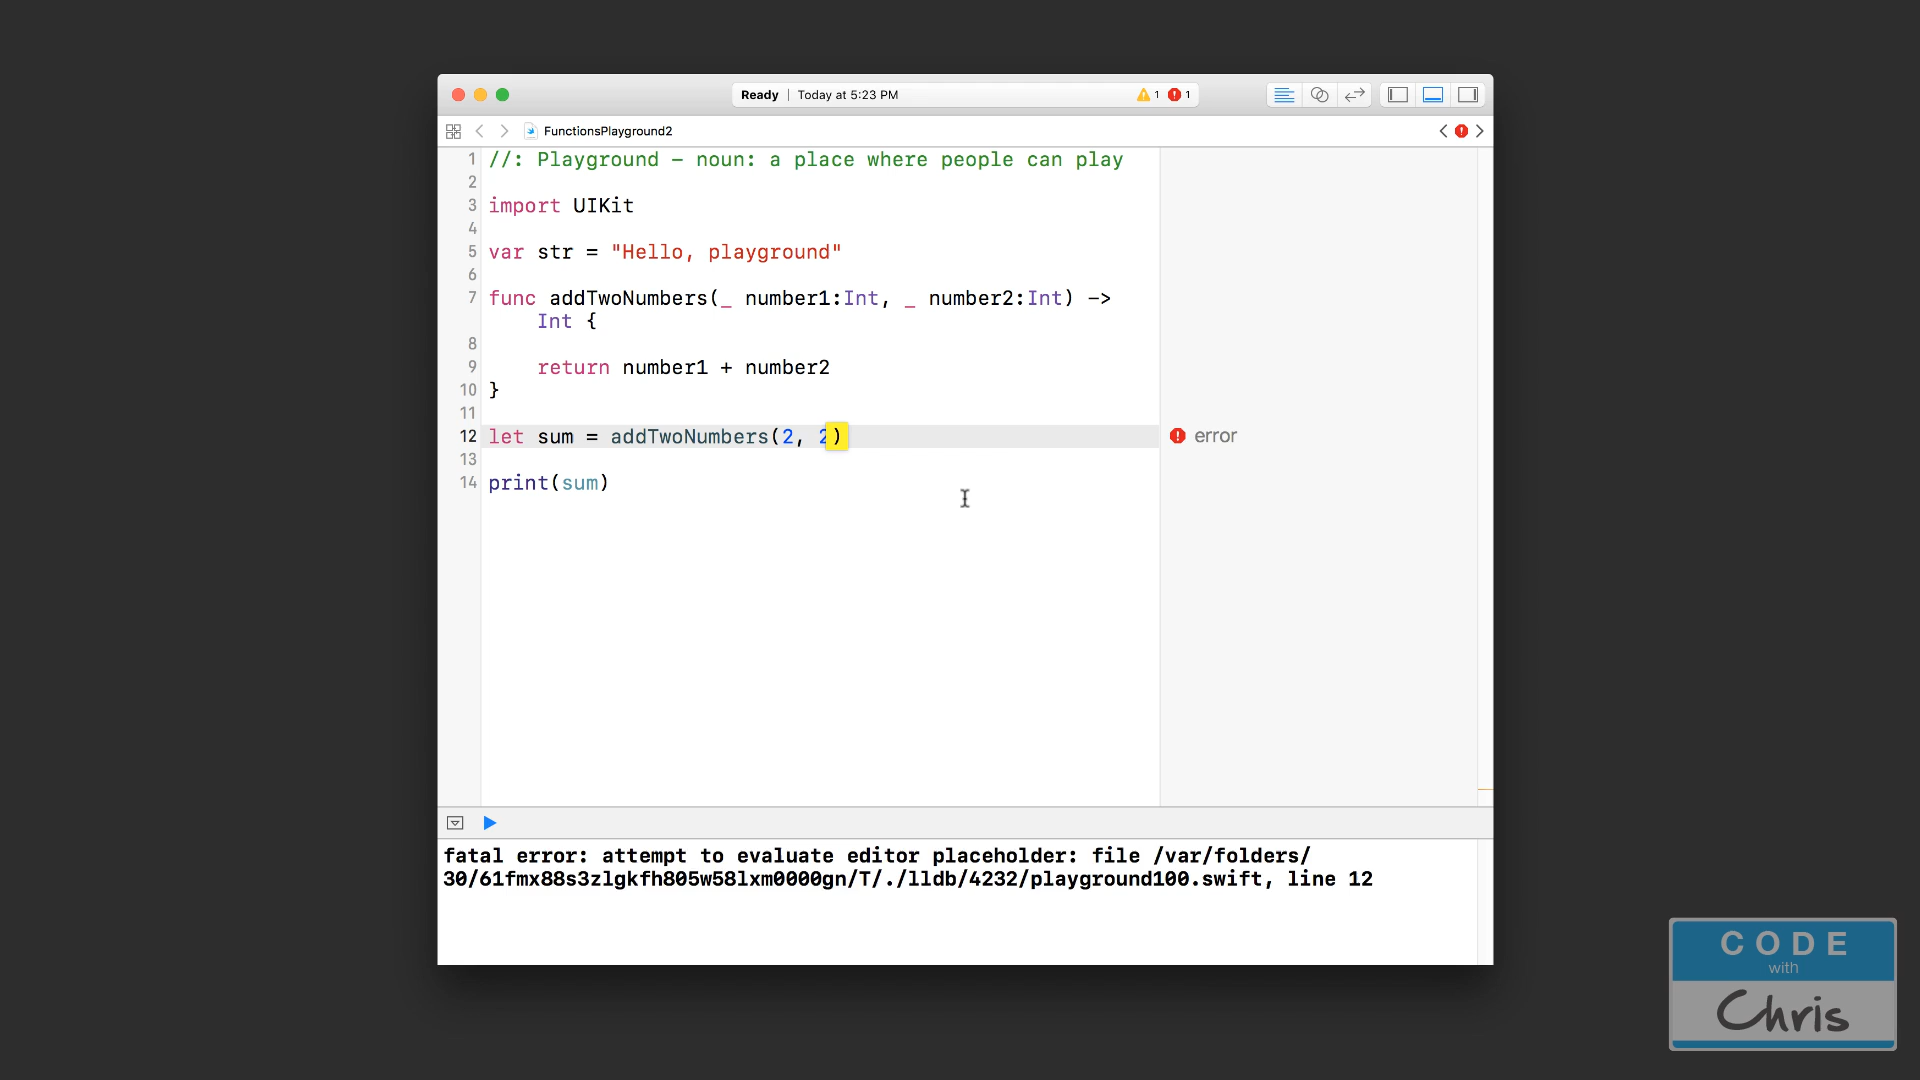 Ready | Today at 5:23 PM 1 1
FunctionsPlayground2
1 //: Playground - noun: a place where people can play
2
3 import UIKit
4
5 var str = "Hello, playground"
6
7 func addTwoNumbers(_ number1:Int, _ number2:Int) ->
Int {
8
9 return number1 + number2
10 }
11
12 let sum = addTwoNumbers(2, 2) error
13
14 print(sum)
fatal error: attempt to evaluate editor placeholder: file /var/folders/
30/61fmx88s3zlgkfh805w58lxm0000gn/T/./lldb/4232/playground100.swift, line 12
CODE
with
Chris